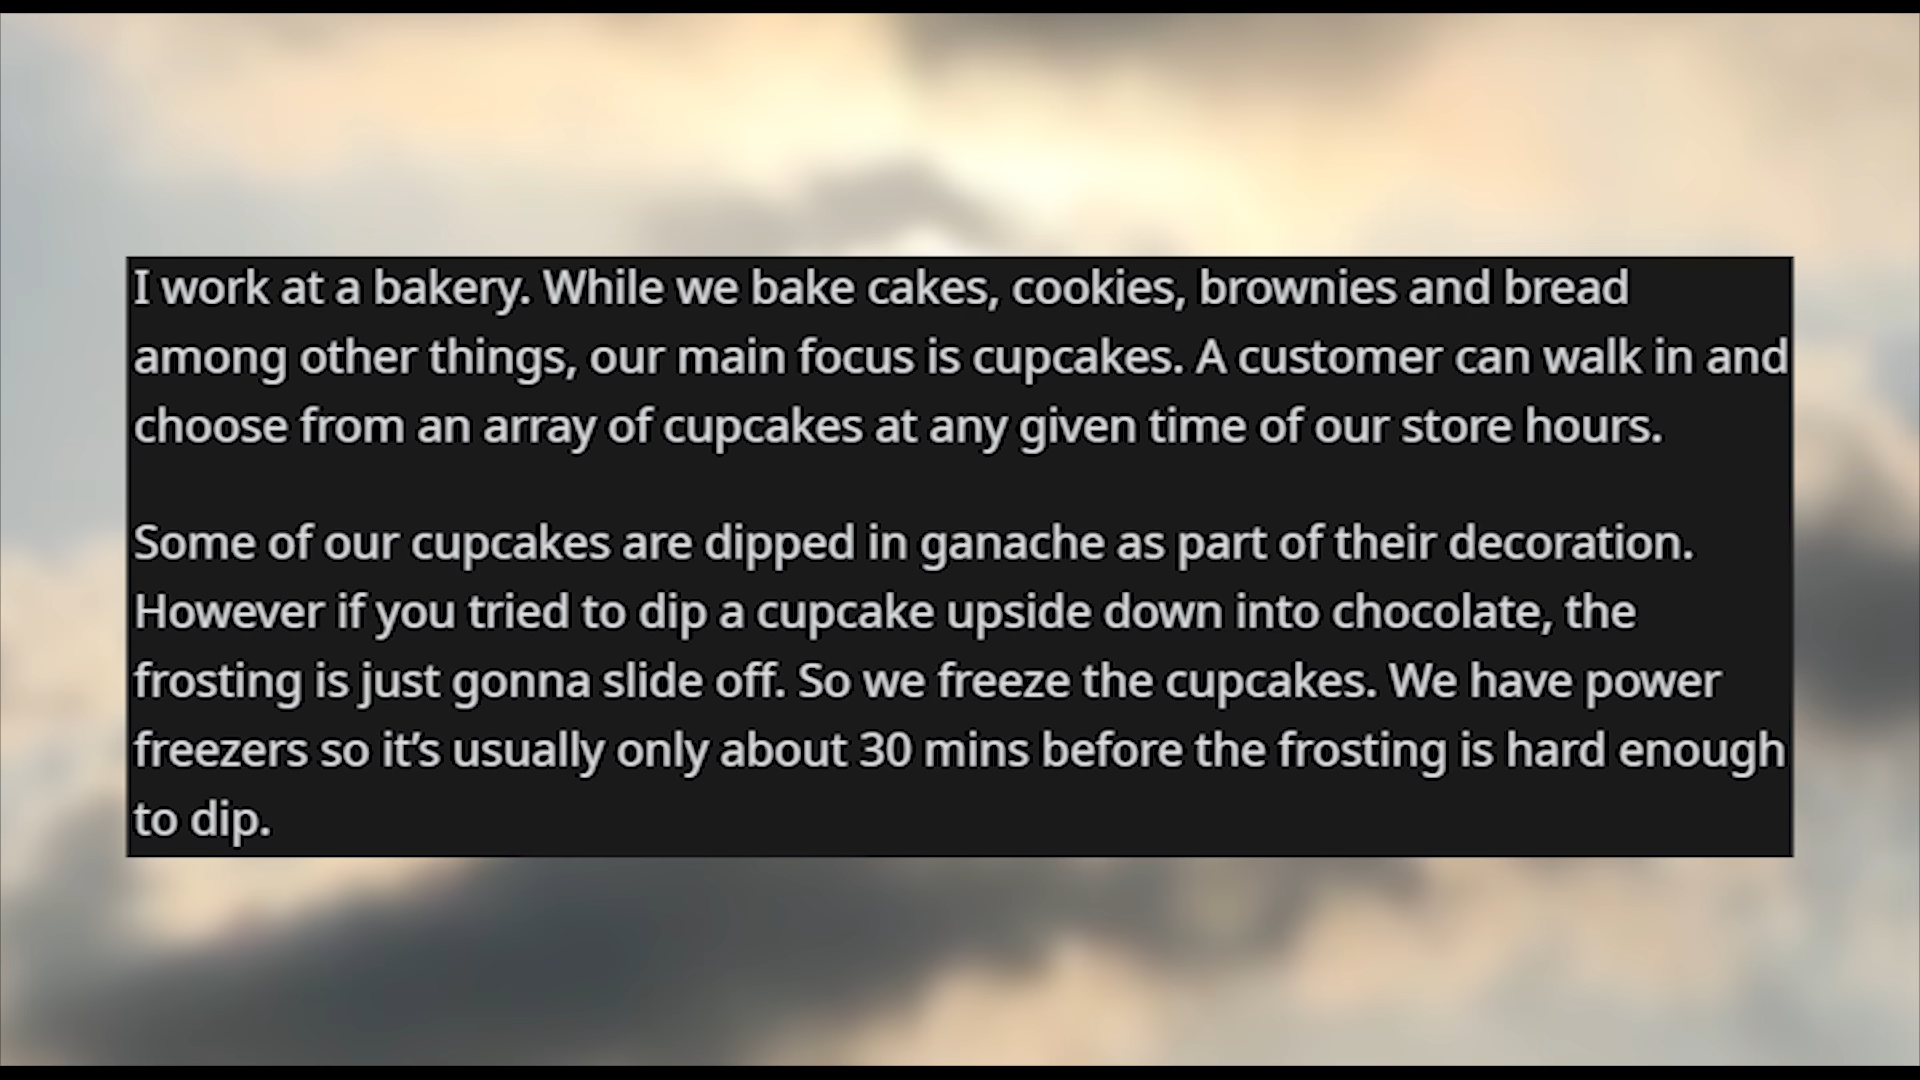 I work at a bakery. While we bake cakes, cookies, brownies and bread
among other things, our main focus is cupcakes. A customer can walk in and
choose from an array of cupcakes at any given time of our store hours.
Some of our cupcakes are dipped in ganache as part of their decoration.
However if you tried to dip a cupcake upside down into chocolate, the
frosting is just gonna slide off. So we freeze the cupcakes. We have power
freezers so it’s usually only about 30 mins before the frosting is hard enough
to dip.